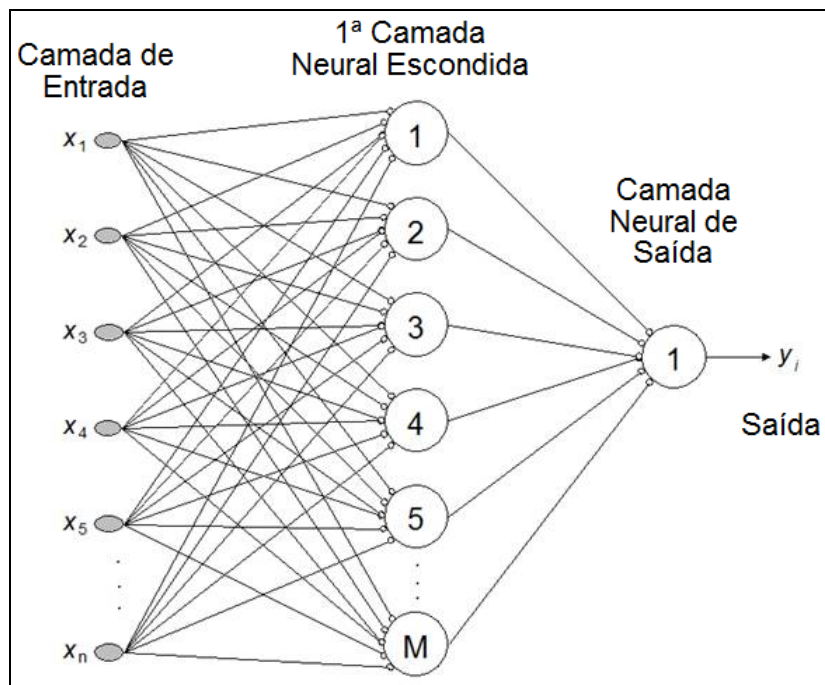 Camada de
Entrada
x1
x2
x3
x4
x5
. . .
xn
1ª Camada
Neural Escondida
1
2
3
4
5
. . .
M
Camada
Neural de
Saída
1
yi
Saída